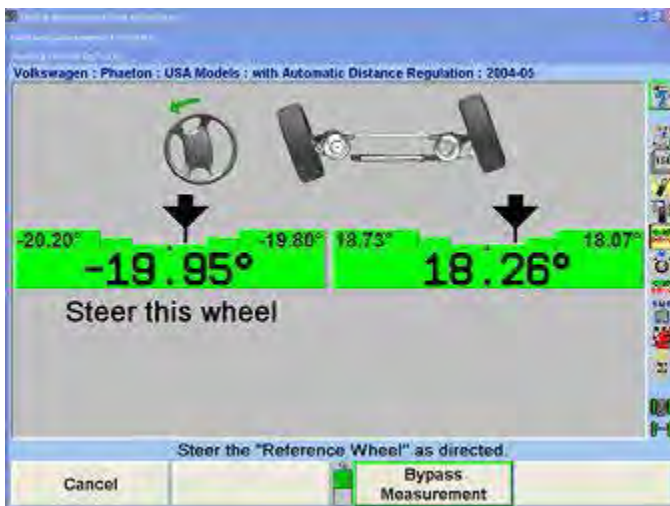 Volkswagen : Phaeton : USA Models : with Automatic Distance Regulation : 2004-05
-20.20° -19.80° 18.73° 18.07°
-19.95° 18.26°
Steer this wheel
Steer the "Reference Wheel" as directed.
Cancel
Bypass
Measurement